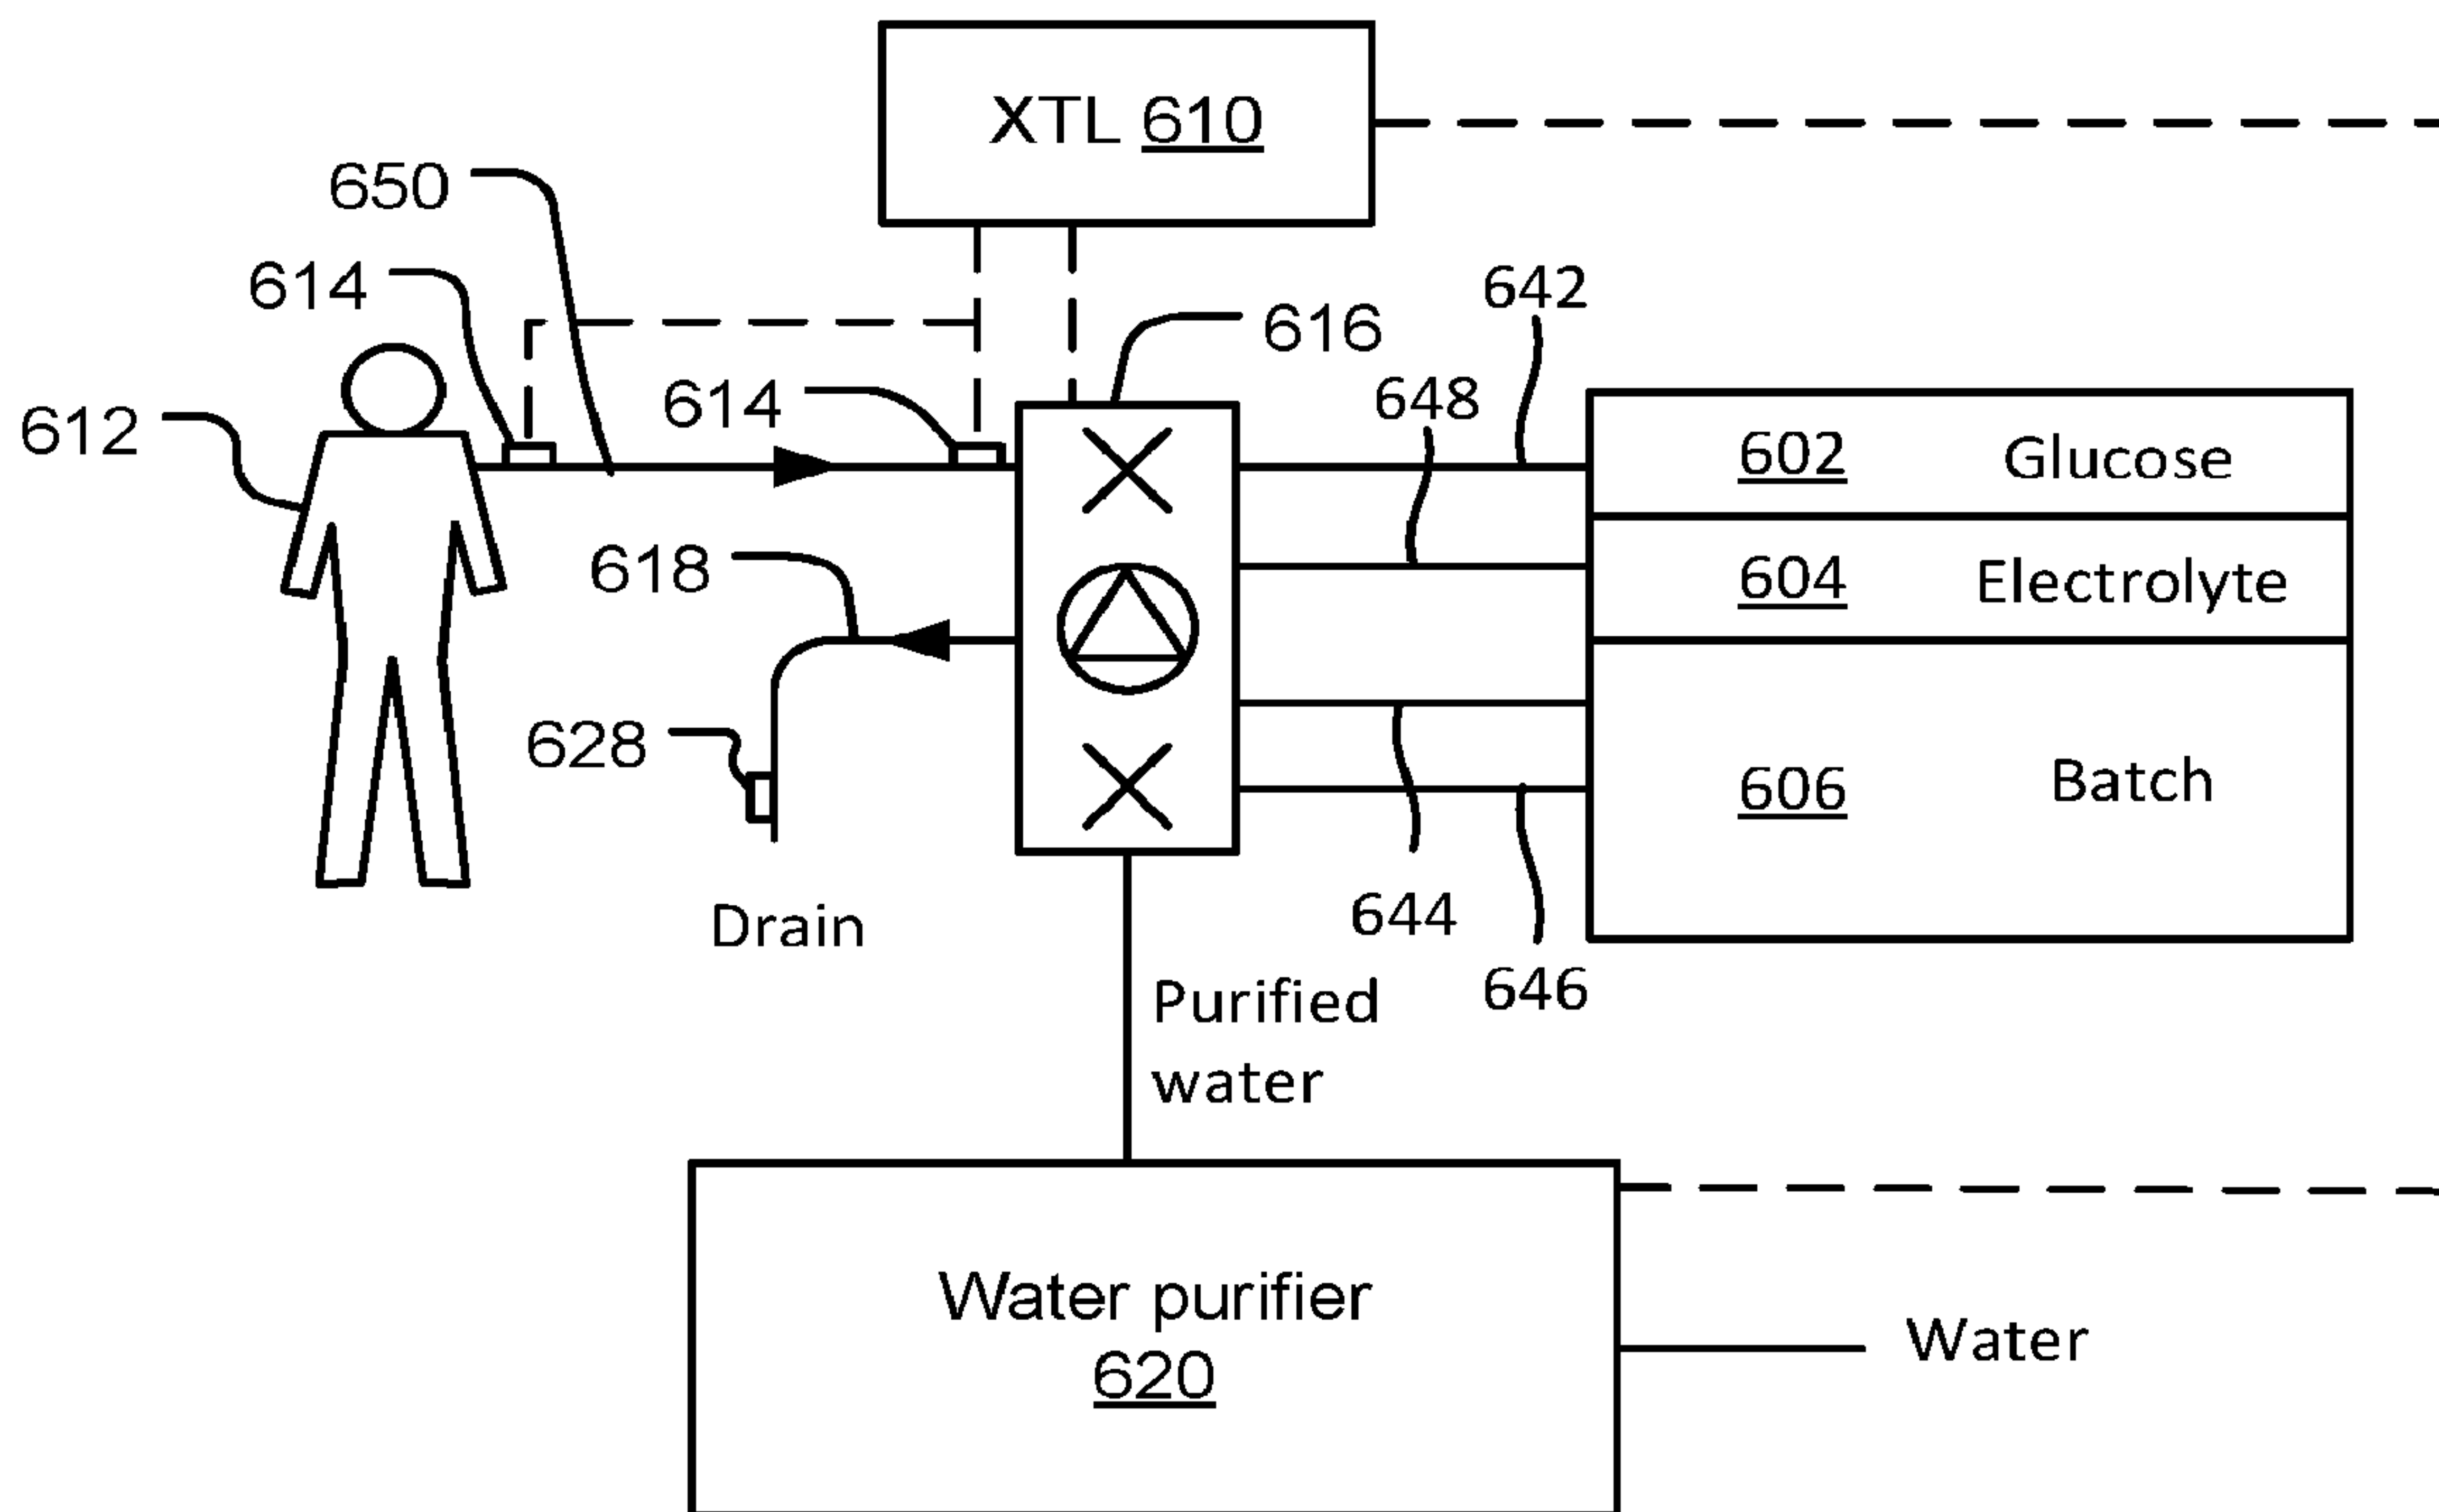 XTL 610
650
614
642
616
648
614
612
602 Glucose
618
604 Electrolyte
628
606 Batch
644
Drain
646
Purified
water
Water purifier
620
Water